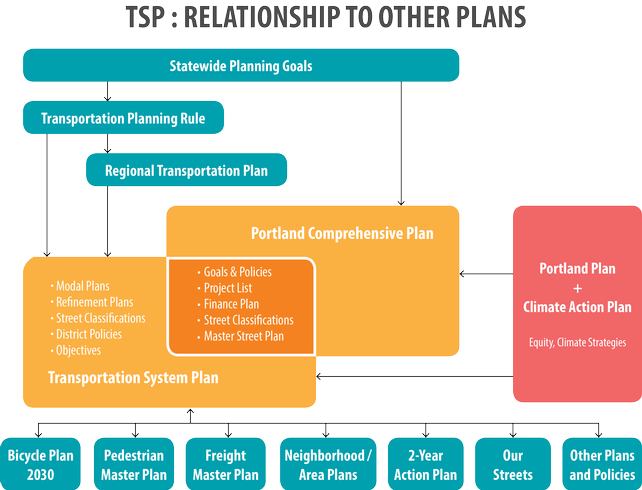 TSP : RELATIONSHIP TO OTHER PLANS
Statewide Planning Goals
Transportation Planning Rule
Regional Transportation Plan
Portland Comprehensive Plan
• Goals & Policies
• Project List
• Finance Plan
• Street Classifications
• Master Street Plan
• Modal Plans
• Refinement Plans
• Street Classifications
• District Policies
• Objectives
Transportation System Plan
Portland Plan
+
Climate Action Plan
Equity, Climate Strategies
Bicycle Plan
2030
Pedestrian
Master Plan
Freight
Master Plan
Neighborhood /
Area Plans
2-Year
Action Plan
Our
Streets
Other Plans
and Policies